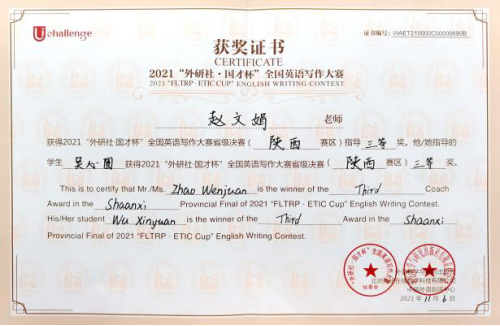 Uchallenge
证书编号:
获奖证书
CERTIFICATE
2021 “外研社·国才杯” 全国英语写作大赛
2021 “FLTRP · ETIC CUP” ENGLISH WRITING CONTEST
赵文娟 老师
获得2021 “外研社·国才杯” 全国英语写作大赛省级决赛 ( 陕西 赛区) 指导 三等 奖。他/她指导的
学生 获得2021 “外研社·国才杯” 全国英语写作大赛省级决赛 ( 陕西 赛区) 三等 奖。
This is to certify that Mr./Ms. Zhao Wenjuan is the winner of the Third Coach
Award in the Shaanxi Provincial Final of 2021 “FLTRP · ETIC Cup” English Writing Contest.
His/Her student Wu Xinyuan is the winner of the Third Award in the Shaanxi
Provincial Final of 2021 “FLTRP · ETIC Cup” English Writing Contest.
2021 年 11 月 6 日